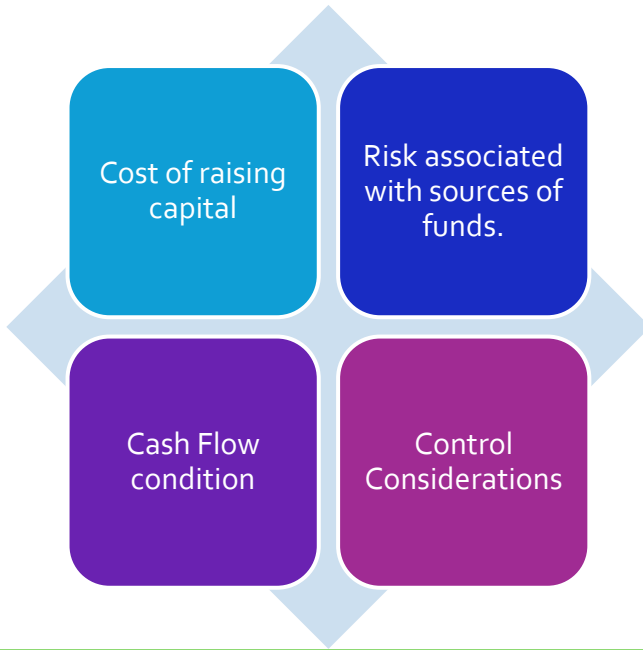 Cost of raising
capital
Risk associated
with sources of
funds.
Cash Flow
condition
Control
Considerations